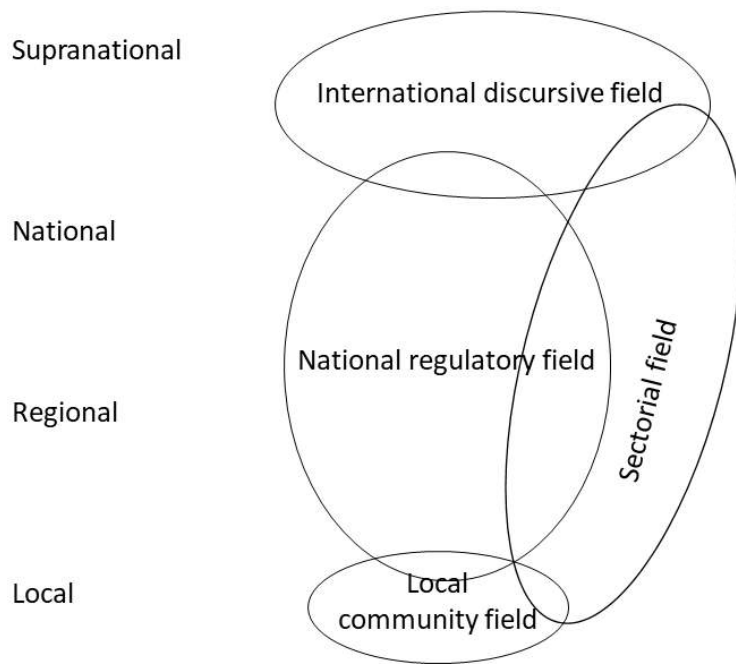 Supranational
International discursive field
National
National regulatory field
Sectorial field
Regional
Local
Local
community field